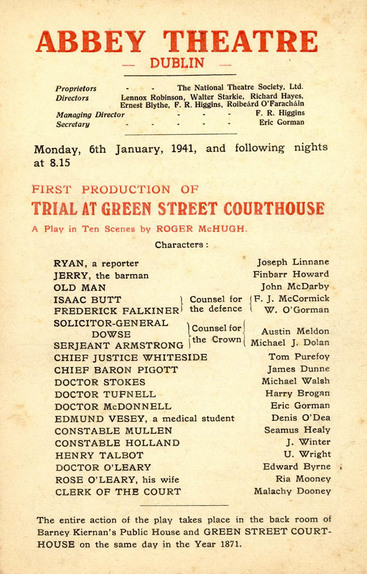 ABBEY THEATRE
— DUBLIN —
Proprietors - - The National Theatre Society, Ltd.
Directors Lennox Robinson, Walter Starkie, Richard Hayes,
Ernest Blythe, F. R. Higgins, Roibeárd O'Faracháin
Managing Director - - - - F. R. Higgins
Secretary - - - - - Eric Gorman
Monday, 6th January, 1941, and following nights
at 8.15
FIRST PRODUCTION OF
TRIAL AT GREEN STREET COURTHOUSE
A Play in Ten Scenes by ROGER McHUGH.
Characters:
RYAN, a reporter Joseph Linnane
JERRY, the barman Finbarr Howard
OLD MAN John McDarby
ISAAC BUTT } Counsel for { F. J. McCormick
FREDERICK FALKINER } the defence { W. O'Gorman
SOLICITOR-GENERAL
DOWSE } Counsel for { Austin Meldon
SERJEANT ARMSTRONG } the Crown { Michael J. Dolan
CHIEF JUSTICE WHITESIDE Tom Purefoy
CHIEF BARON PIGOTT James Dunne
DOCTOR STOKES Michael Walsh
DOCTOR TUFNELL Harry Brogan
DOCTOR McDONNELL Eric Gorman
EDMUND VESEY, a medical student Denis O'Dea
CONSTABLE MULLEN Seamus Healy
CONSTABLE HOLLAND J. Winter
HENRY TALBOT U. Wright
DOCTOR O'LEARY Edward Byrne
ROSE O'LEARY, his wife Ria Mooney
CLERK OF THE COURT Malachy Dooney
The entire action of the play takes place in the back room of
Barney Kiernan's Public House and GREEN STREET COURT-
HOUSE on the same day in the Year 1871.